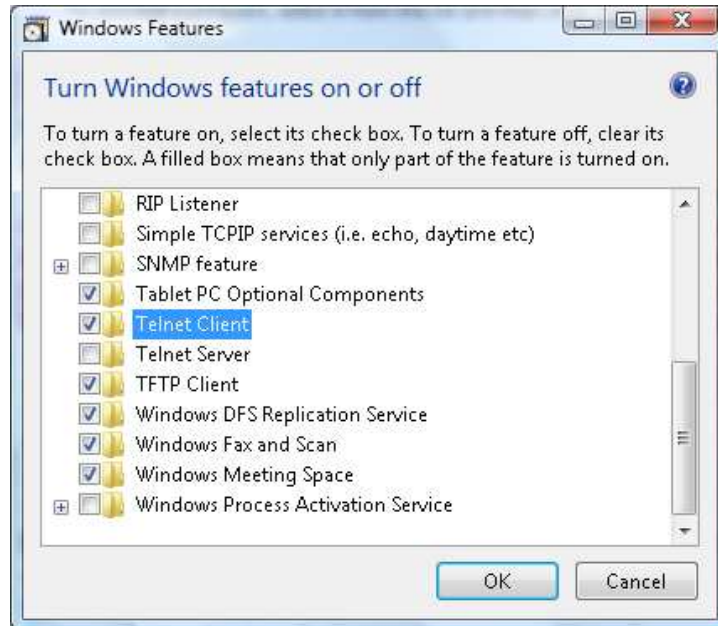 Windows Features
Turn Windows features on or off
To turn a feature on, select its check box. To turn a feature off, clear its
check box. A filled box means that only part of the feature is turned on.
RIP Listener
Simple TCPIP services (i.e. echo, daytime etc)
SNMP feature
Tablet PC Optional Components
Telnet Client
Telnet Server
TFTP Client
Windows DFS Replication Service
Windows Fax and Scan
Windows Meeting Space
Windows Process Activation Service
OK Cancel